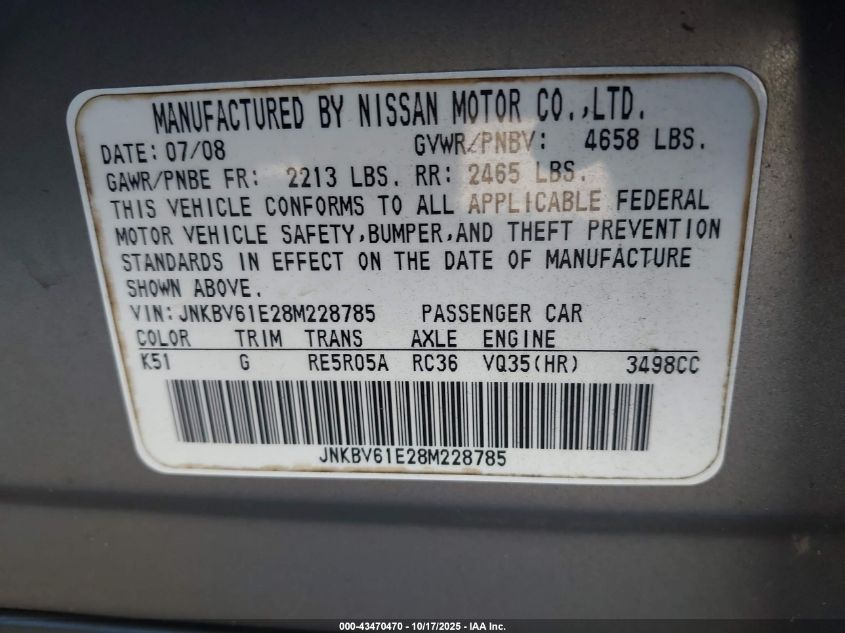 MANUFACTURED BY NISSAN MOTOR CO.,LTD.
DATE: 07/08 GVWR/PNBV: 4658 LBS.
GAWR/PNBE FR: 2213 LBS. RR: 2465 LBS.
THIS VEHICLE CONFORMS TO ALL APPLICABLE FEDERAL
MOTOR VEHICLE SAFETY,BUMPER,AND THEFT PREVENTION
STANDARDS IN EFFECT ON THE DATE OF MANUFACTURE
SHOWN ABOVE.
VIN: JNKBV61E28M228785 PASSENGER CAR
COLOR TRIM TRANS AXLE ENGINE
K51 G RE5R05A RC36 VQ35(HR) 3498CC
JNKBV61E28M228785
000-43470470 - 10/17/2025 - IAA Inc.